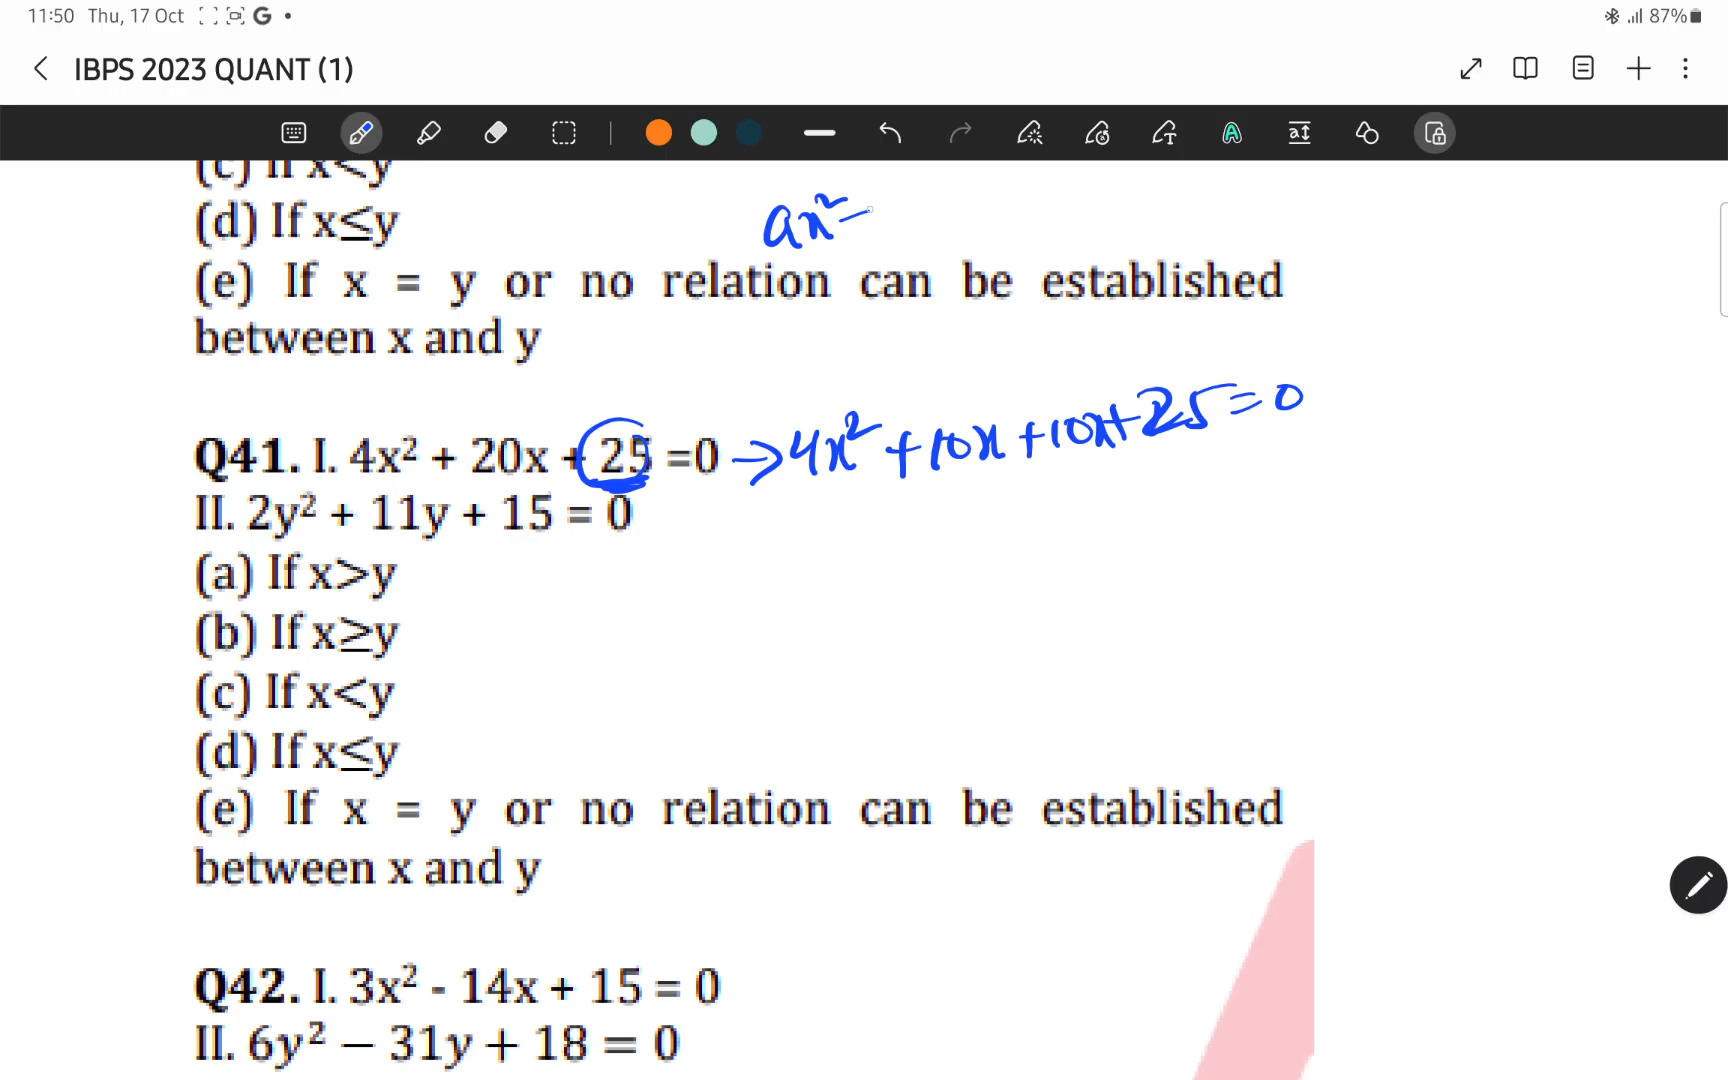 11:50 Thu, 17 Oct G •
87%
IBPS 2023 QUANT (1)
A
(c) If x<y
(d) If x≤y
ax²-
(e) If x = y or no relation can be established
between x and y
Q41. I. 4x² + 20x + 25 =0 → 4x² + 10x + 10x + 25 = 0
II. 2y² + 11y + 15 = 0
(a) If x>y
(b) If x≥y
(c) If x<y
(d) If x≤y
(e) If x = y or no relation can be established
between x and y
Q42. I. 3x² - 14x + 15 = 0
II. 6y² – 31y + 18 = 0